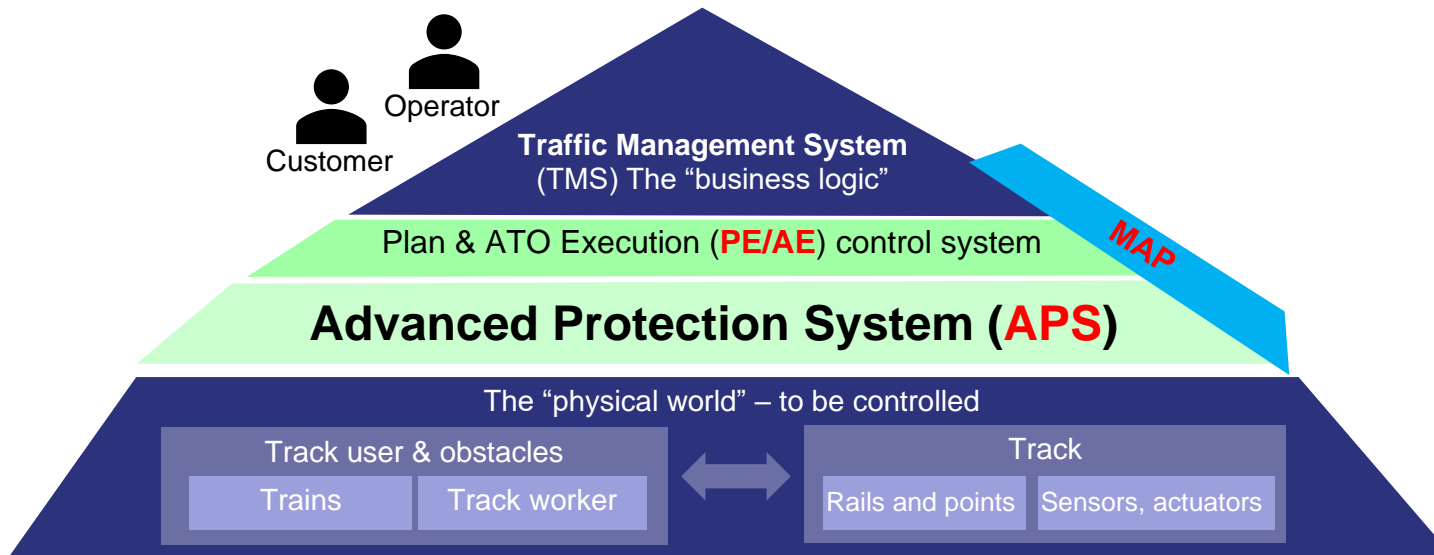 Operator
Customer
Traffic Management System
(TMS) The “business logic”
MAP
Plan & ATO Execution (PE/AE) control system
Advanced Protection System (APS)
The “physical world” – to be controlled
Track user & obstacles
Trains
Track worker
Track
Rails and points
Sensors, actuators